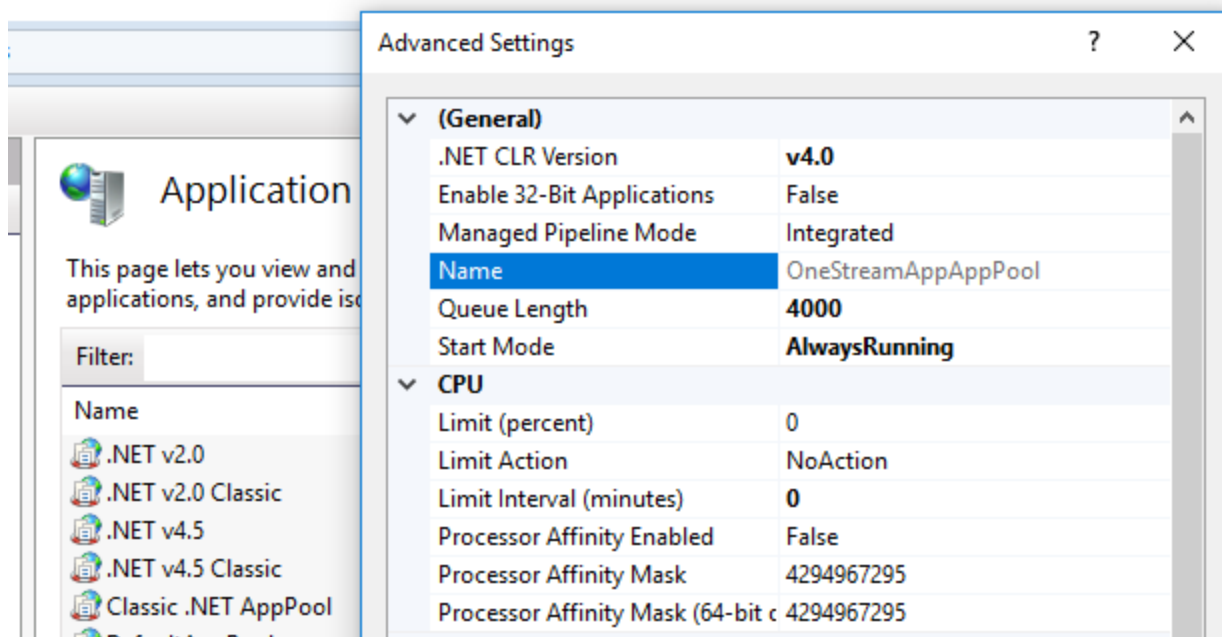 Advanced Settings
?
(General)
.NET CLR Version v4.0
Enable 32-Bit Applications False
Managed Pipeline Mode Integrated
Name OneStreamAppAppPool
Queue Length 4000
Start Mode AlwaysRunning
CPU
Limit (percent) 0
Limit Action NoAction
Limit Interval (minutes) 0
Processor Affinity Enabled False
Processor Affinity Mask 4294967295
Processor Affinity Mask (64-bit 4294967295
Application
This page lets you view and
applications, and provide
Filter:
Name
.NET v2.0
.NET v2.0 Classic
.NET v4.5
.NET v4.5 Classic
Classic .NET AppPool